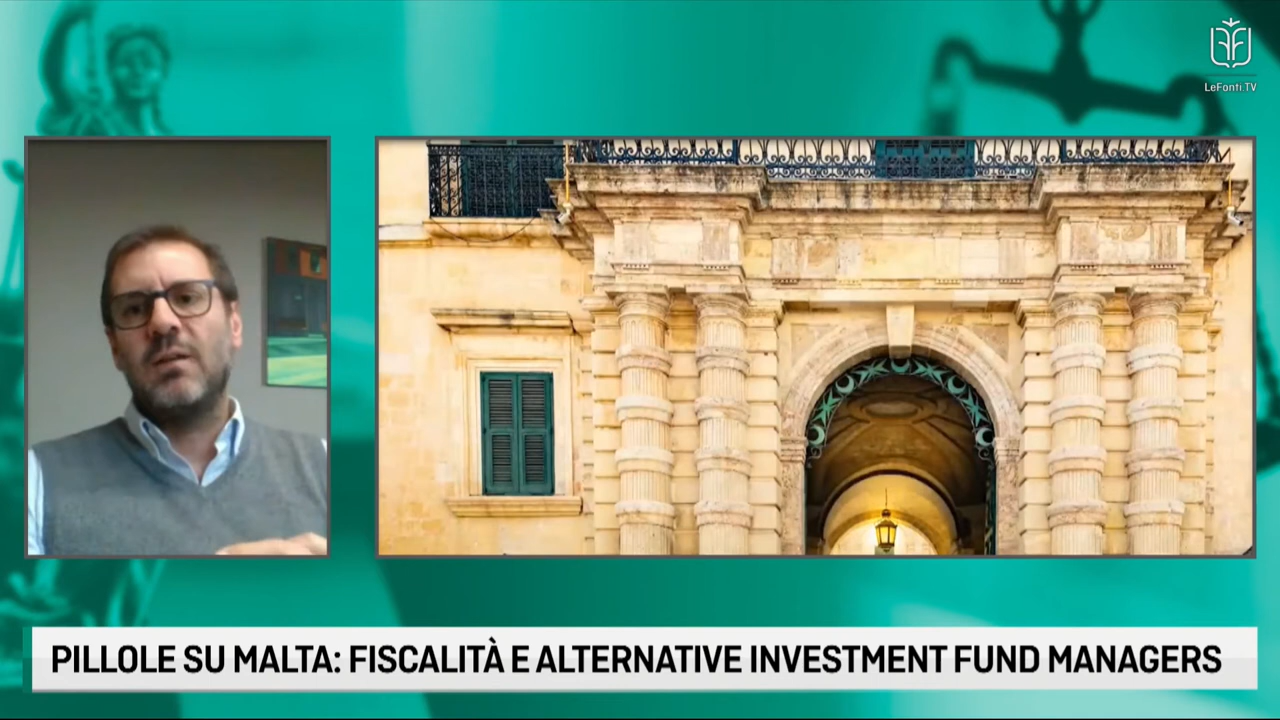 LeFonti.TV
PILLOLE SU MALTA: FISCALITÀ E ALTERNATIVE INVESTMENT FUND MANAGERS